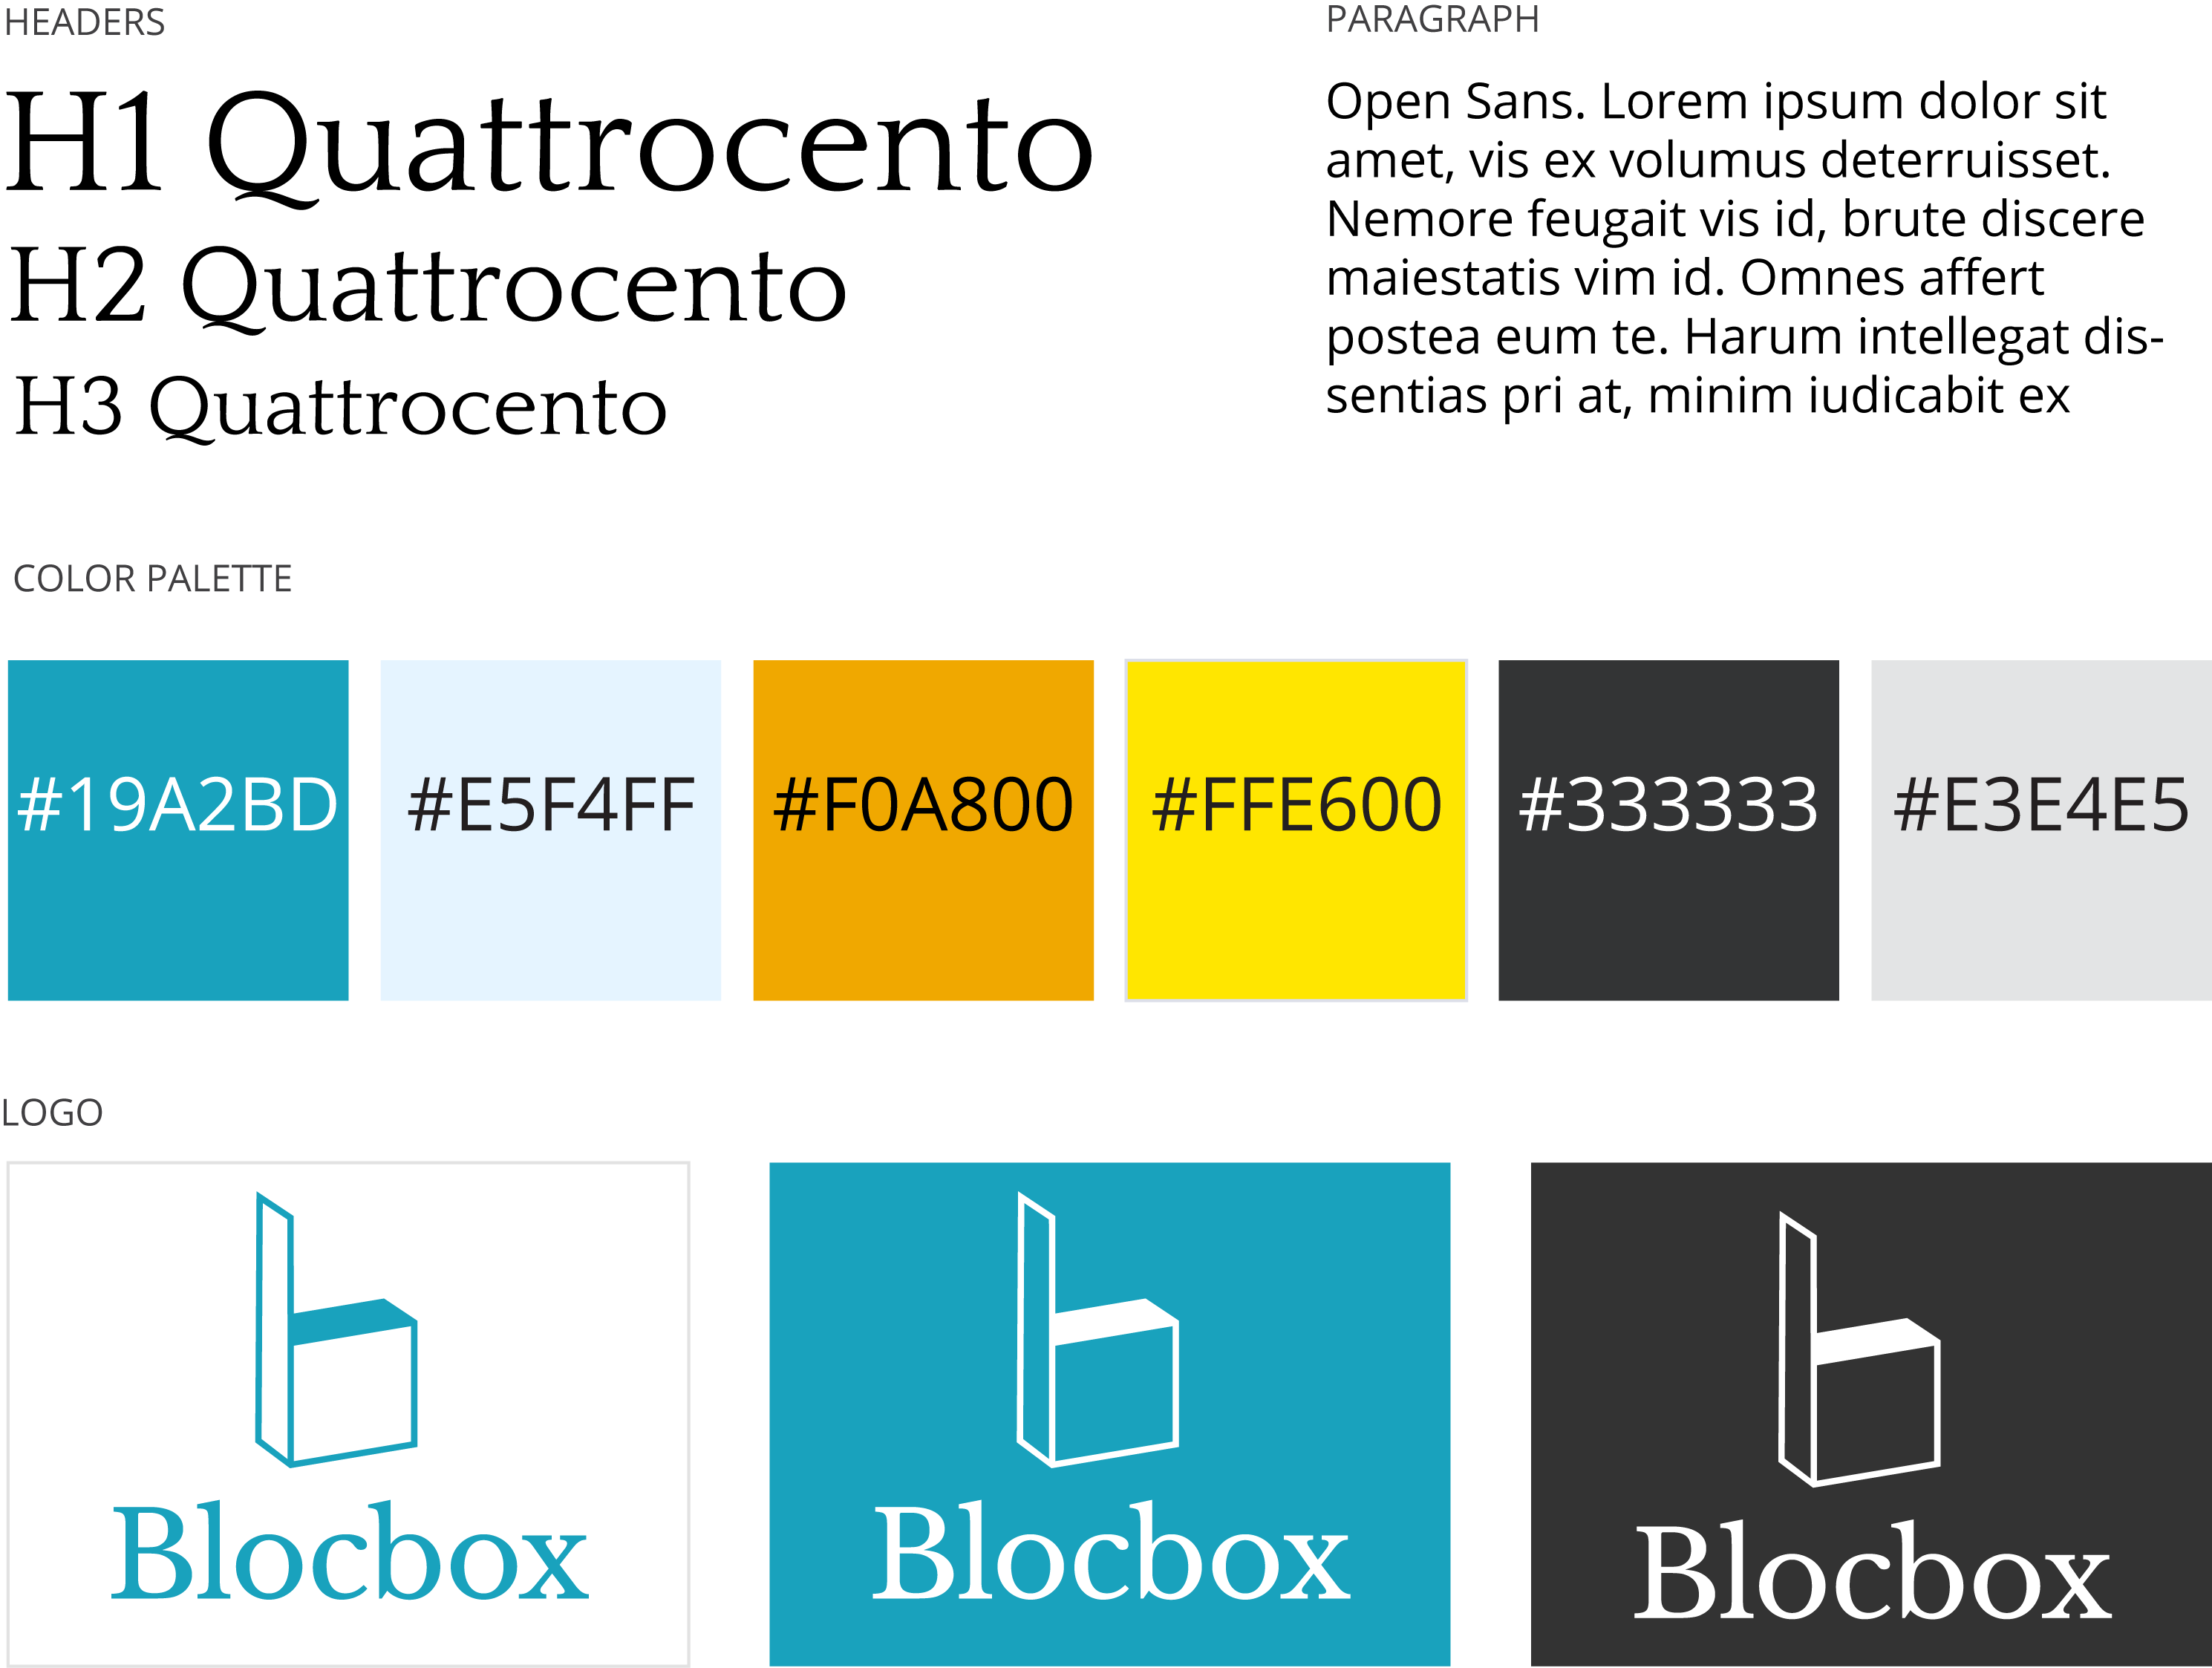 HEADERS
H1 Quattrocento
H2 Quattrocento
H3 Quattrocento
PARAGRAPH
Open Sans. Lorem ipsum dolor sit
amet, vis ex volumus deterruisset.
Nemore feugait vis id, brute discere
maiestatis vim id. Omnes affert
postea eum te. Harum intellegat dis-
sentias pri at, minim iudicabit ex
COLOR PALETTE
#19A2BD
#E5F4FF
#F0A800
#FFE600
#333333
#E3E4E5
LOGO
Blocbox
Blocbox
Blocbox